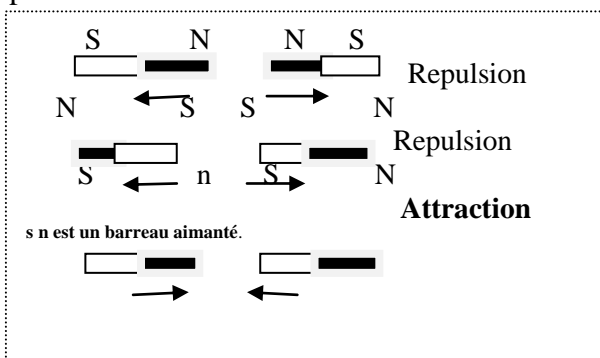 S N N S
Repulsion
N S S N
Repulsion
S n S N
Attraction
s n est un barreau aimanté.